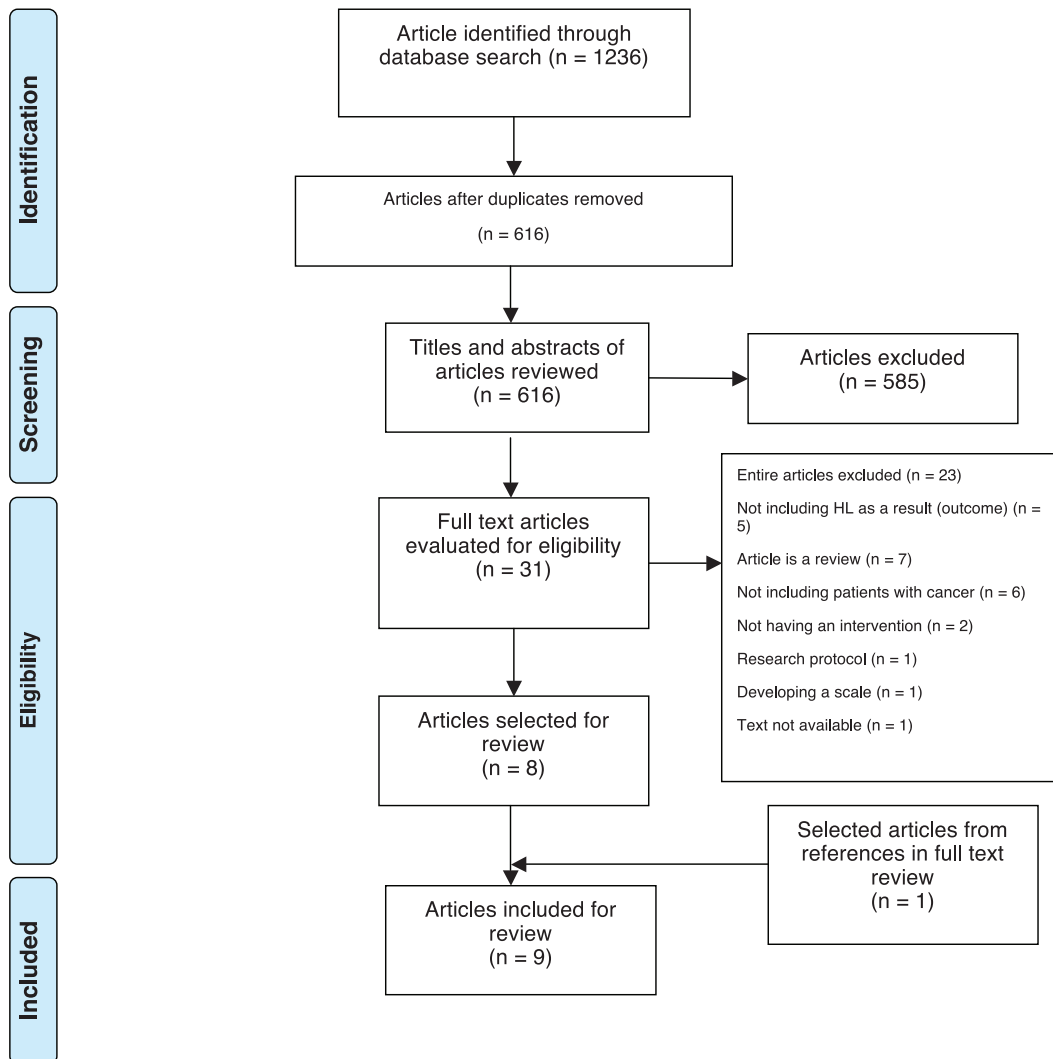 Identification
Article identified through
database search (n = 1236)
Articles after duplicates removed
(n = 616)
Screening
Titles and abstracts of
articles reviewed
(n = 616)
Articles excluded
(n = 585)
Eligibility
Full text articles
evaluated for eligibility
(n = 31)
Entire articles excluded (n = 23)
Not including HL as a result (outcome) (n =
5)
Article is a review (n = 7)
Not including patients with cancer (n = 6)
Not having an intervention (n = 2)
Research protocol (n = 1)
Developing a scale (n = 1)
Text not available (n = 1)
Articles selected for
review
(n = 8)
Selected articles from
references in full text
review
(n = 1)
Included
Articles included for
review
(n = 9)